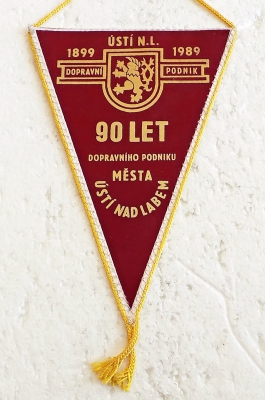 ÚSTÍ N.L.
1899 1989
DOPRAVNÍ PODNIK
90 LET
DOPRAVNÍHO PODNIKU
MĚSTA
ÚSTÍ NAD LABEM